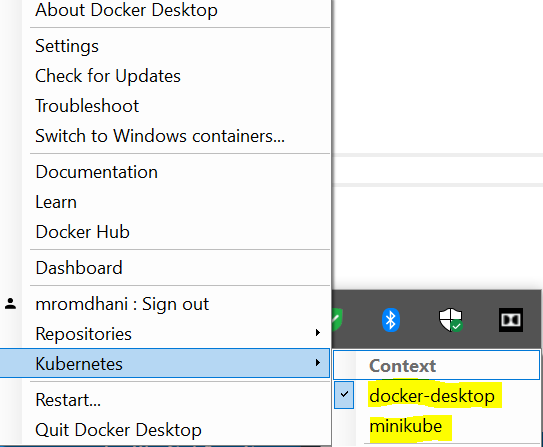 About Docker Desktop
Settings
Check for Updates
Troubleshoot
Switch to Windows containers...
Documentation
Learn
Docker Hub
Dashboard
mromdhani : Sign out
Repositories
Kubernetes
Restart...
Quit Docker Desktop
Context
docker-desktop
minikube